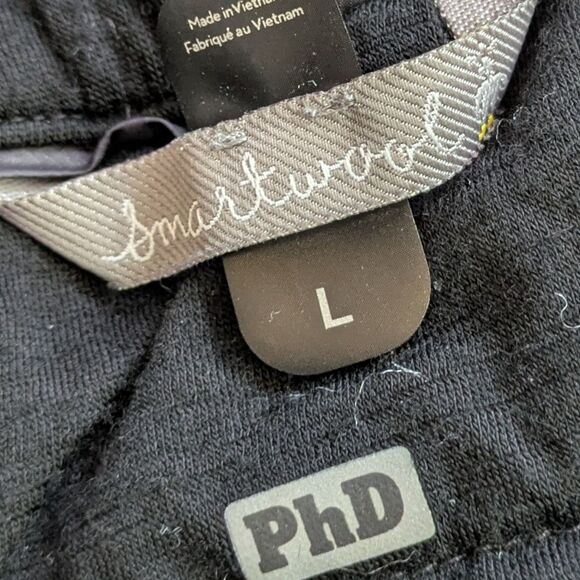 Made in Vietnam
Fabriqué au Vietnam
smartwool
L
PhD